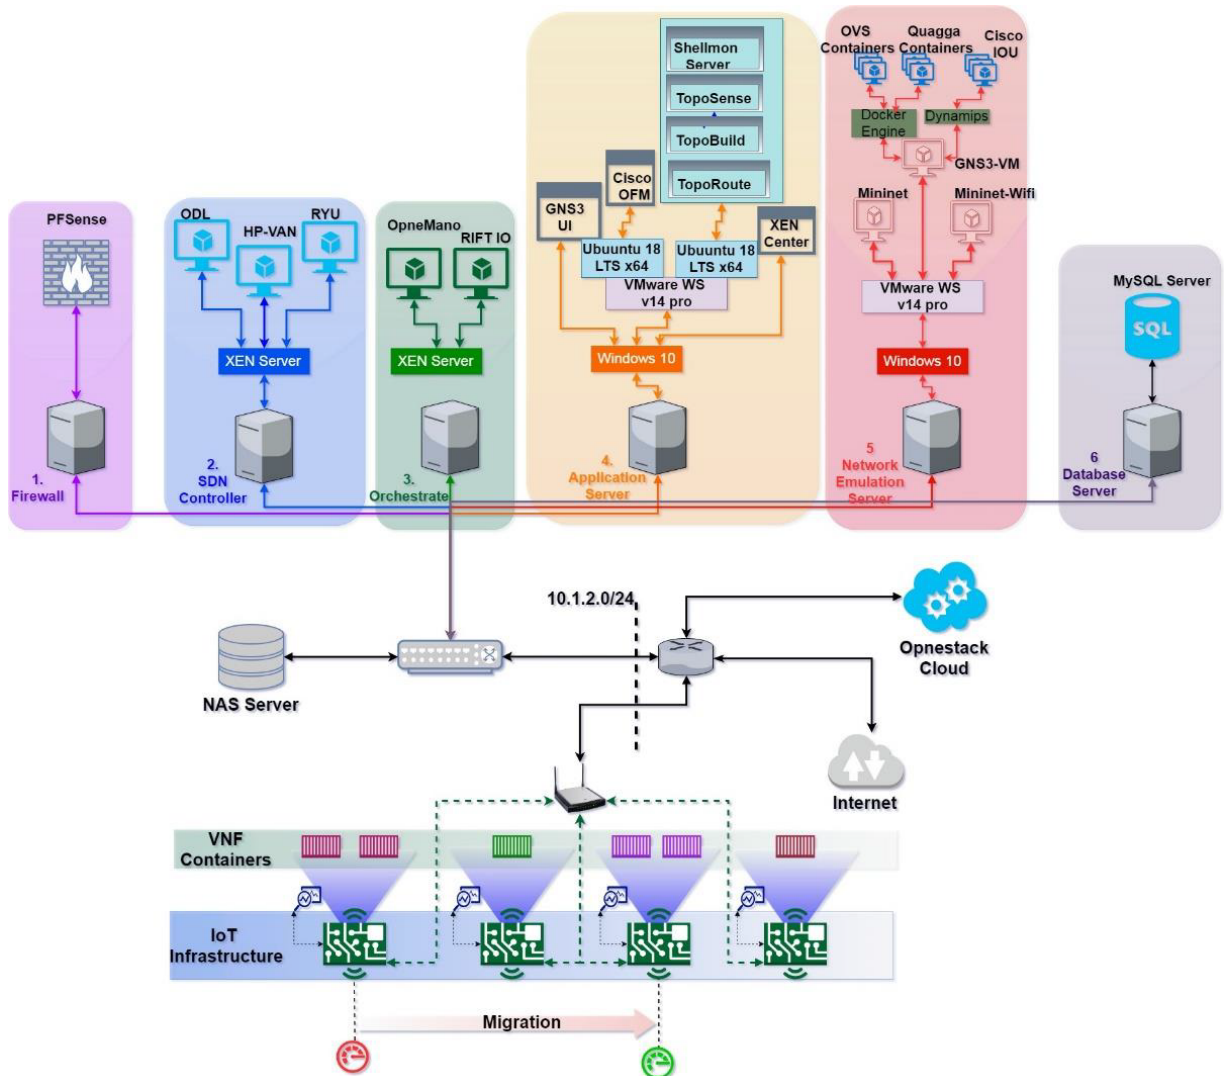 Shellmon
Server
TopoSense
TopoBuild
TopoRoute
OVS
Containers
Quagga
Containers
Cisco
IOU
Docker
Engine
Dynamips
GNS3-VM
Mininet
Mininet-Wifi
PFSense
ODL
HP-VAN
RYU
OpneMano
RIFT IO
GNS3
UI
Cisco
OFM
XEN
Center
Ubuuntu 18
LTS x64
Ubuuntu 18
LTS x64
VMware WS
v14 pro
VMware WS
v14 pro
MySQL Server
SQL
XEN Server
XEN Server
Windows 10
Windows 10
1.
Firewall
2.
SDN
Controller
3.
Orchestrate
4.
Application
Server
5
Network
Emulation
Server
6
Database
Server
10.1.2.0/24
NAS Server
Opnestack
Cloud
Internet
VNF
Containers
IoT
Infrastructure
Migration